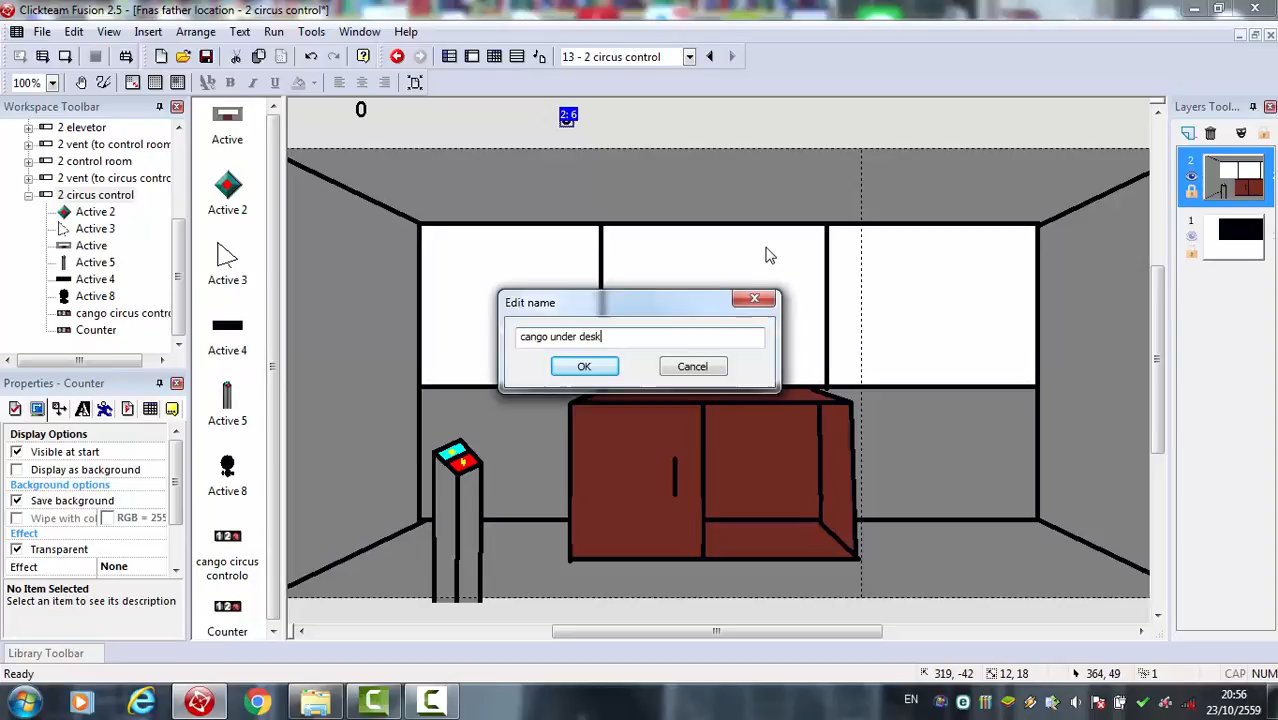 Clickteam Fusion 2.5 - [Fnas father location - 2 circus control*]
File Edit View Insert Arrange Text Run Tools Window Help
13 - 2 circus control
100% B I U
Workspace Toolbar
2 elevetor
2 vent (to control room
2 control room
2 vent (to circus contro
2 circus control
Active 2
Active 3
Active
Active 5
Active 4
Active 8
cango circus contro
Counter
Properties - Counter
Display Options
Visible at start
Display as background
Background options
Save background
Wipe with col RGB = 255
Effect
Transparent
Effect None
No Item Selected
Select an item to see its description
Library Toolbar
Ready
Active
Active 2
Active 3
Active 4
Active 5
Active 8
cango circus
controlo
Counter
0
2: 6
Edit name
cango under desk
OK Cancel
Layers Tool...
2
1
319, -42 12, 18 364, 49 1 CAP NUM
EN
20:56
23/10/2559